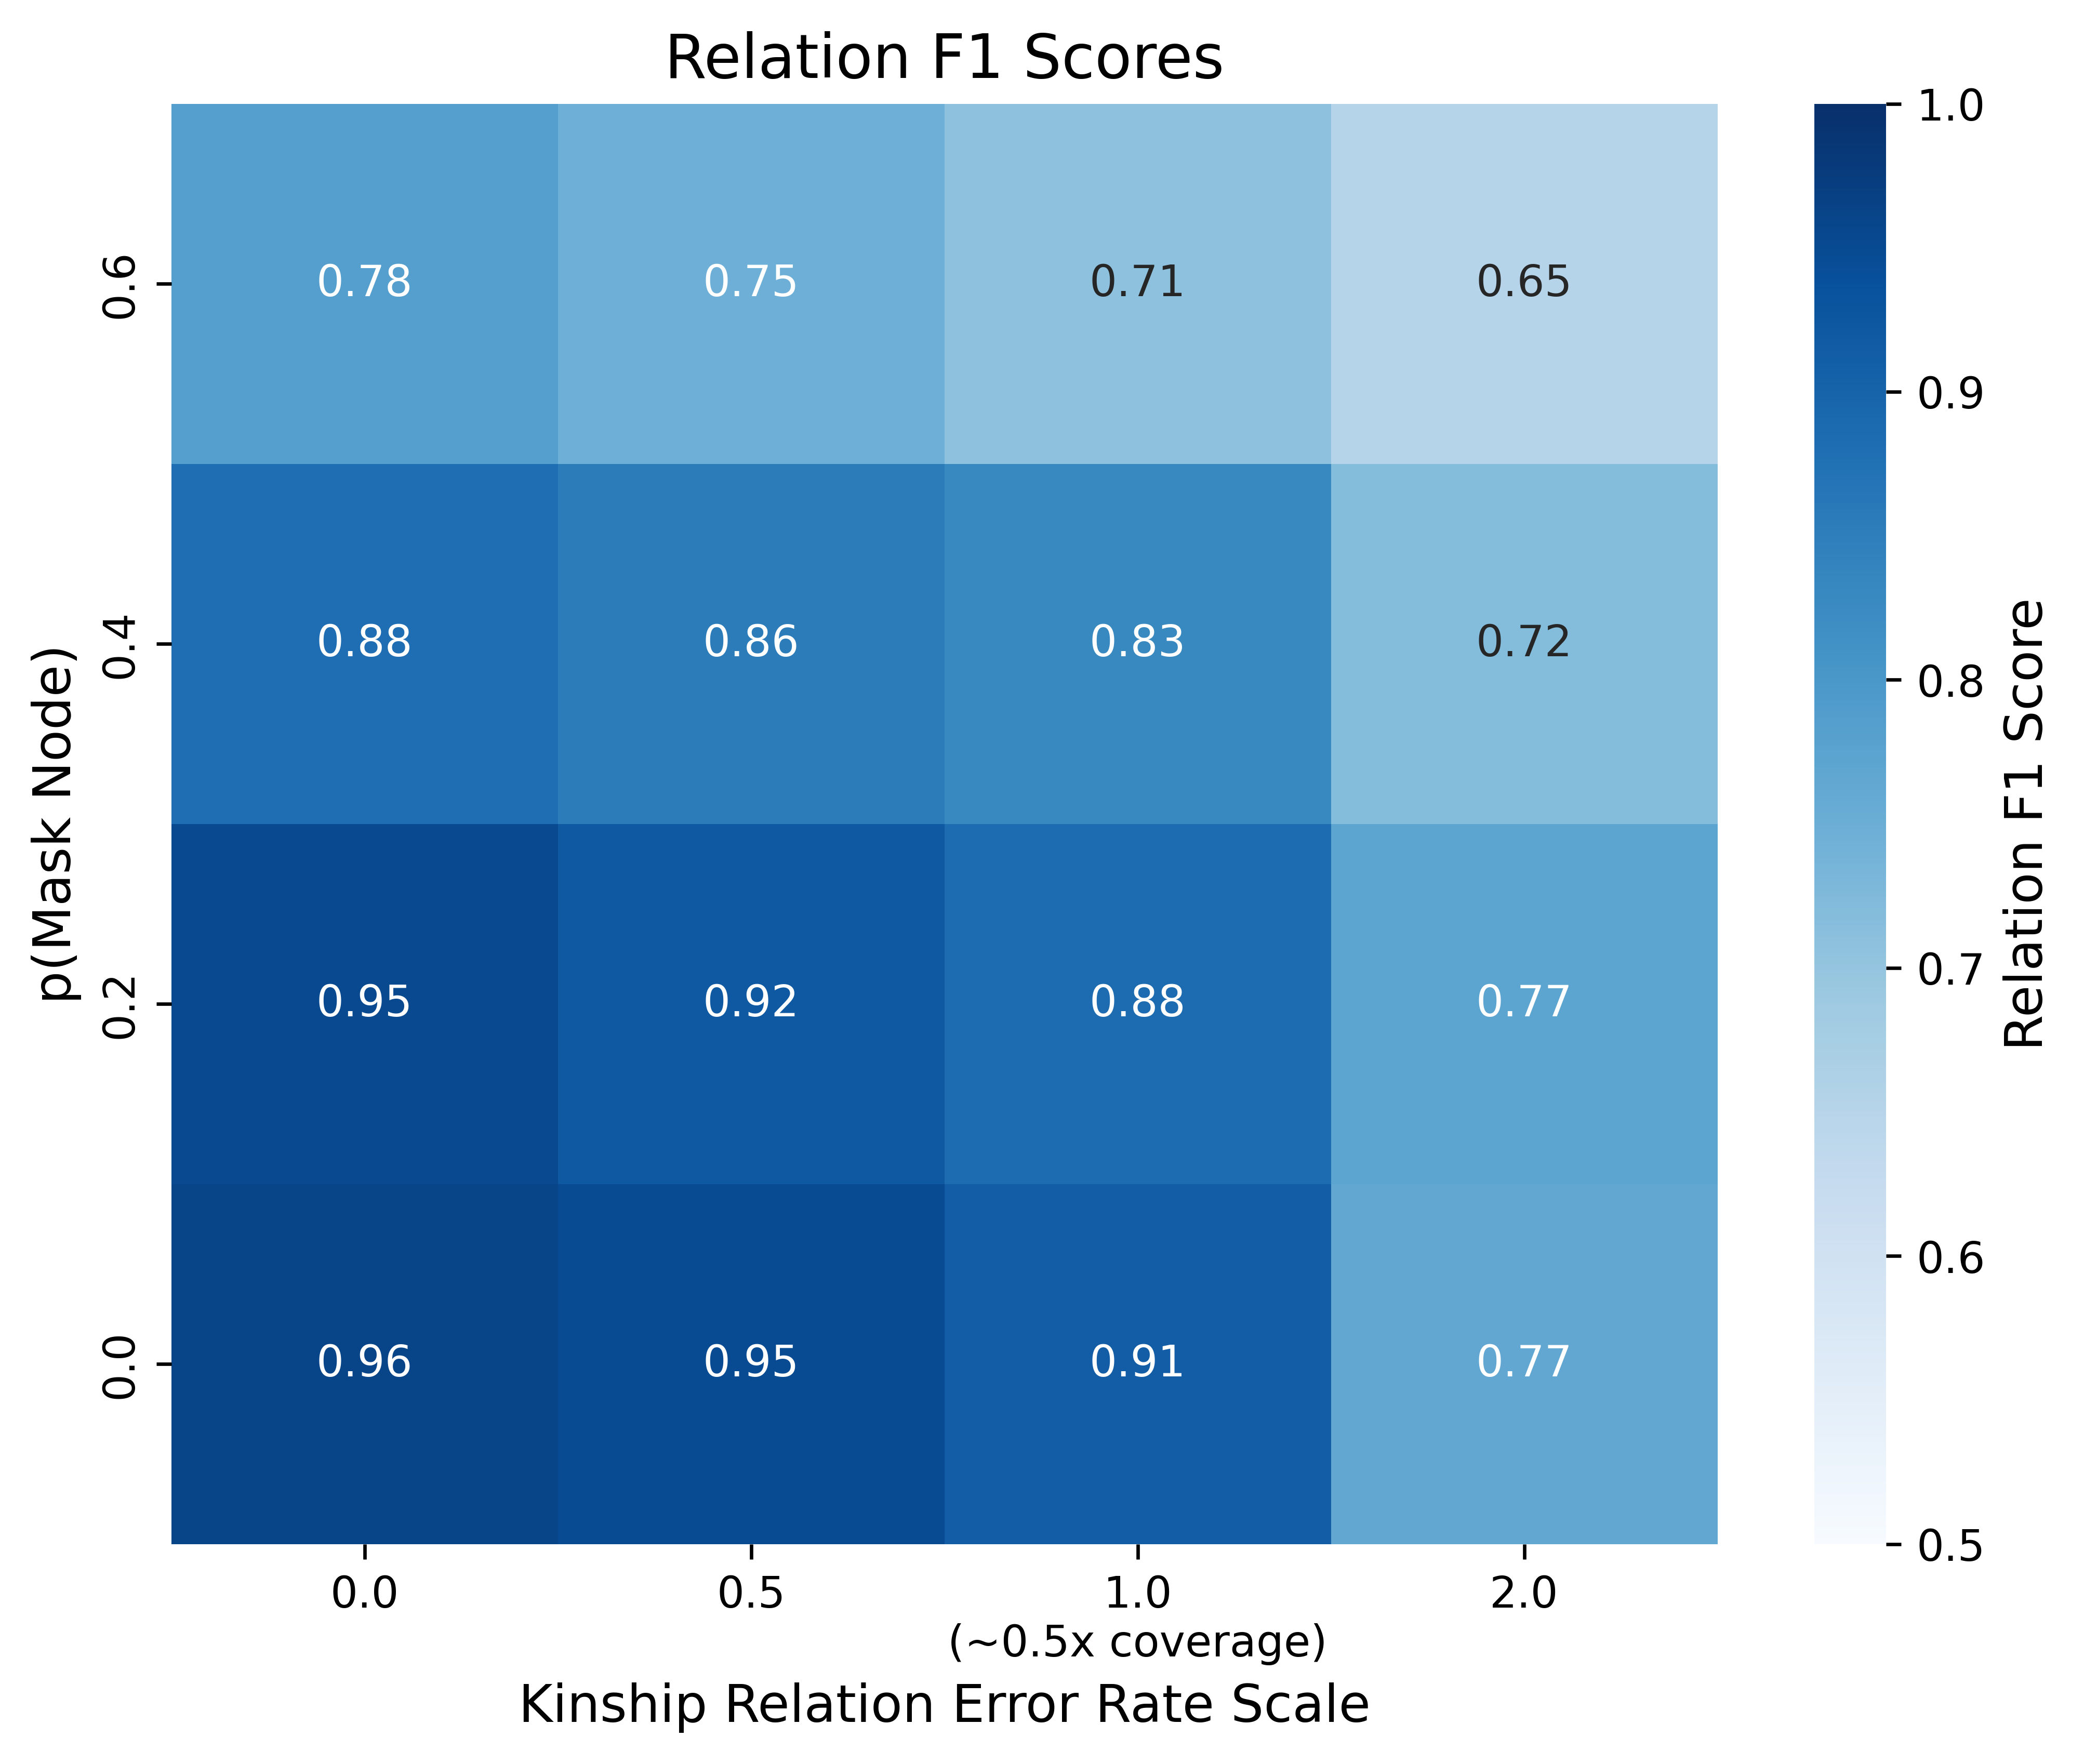 Relation F1 Scores
p(Mask Node)
0.6 0.78 0.75 0.71 0.65
0.4 0.88 0.86 0.83 0.72
0.2 0.95 0.92 0.88 0.77
0.0 0.96 0.95 0.91 0.77
0.0 0.5 1.0 2.0
(~0.5x coverage)
Kinship Relation Error Rate Scale
1.0
0.9
0.8
0.7
0.6
0.5
Relation F1 Score